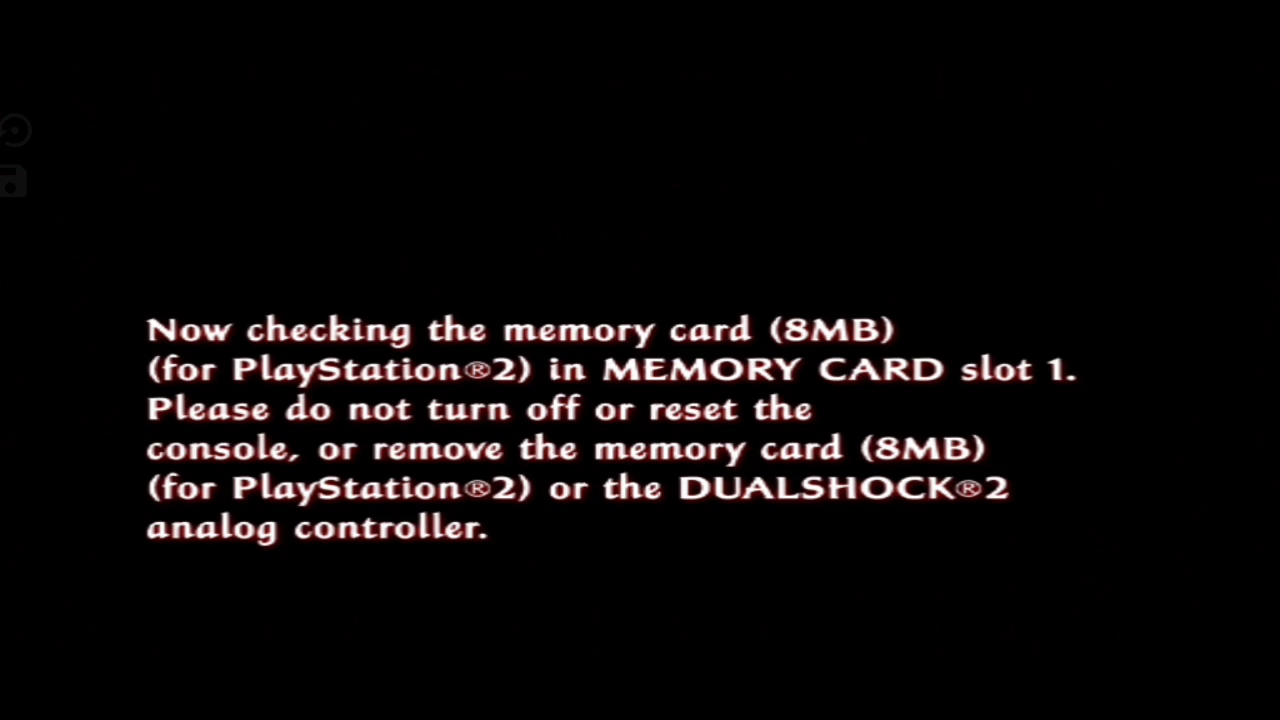 Now checking the memory card (8MB)
(for PlayStation®2) in MEMORY CARD slot 1.
Please do not turn off or reset the
console, or remove the memory card (8MB)
(for PlayStation®2) or the DUALSHOCK®2
analog controller.